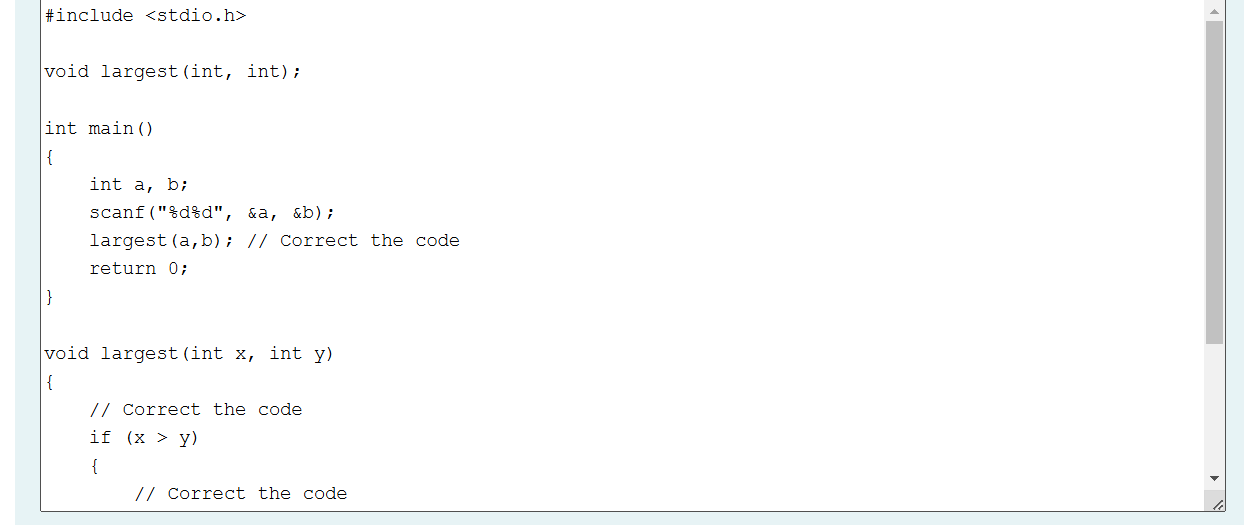 #include <stdio.h>
void largest(int, int);
int main()
{
int a, b;
scanf("%d%d", &a, &b);
largest(a,b); // Correct the code
return 0;
}
void largest(int x, int y)
{
// Correct the code
if (x > y)
{
// Correct the code